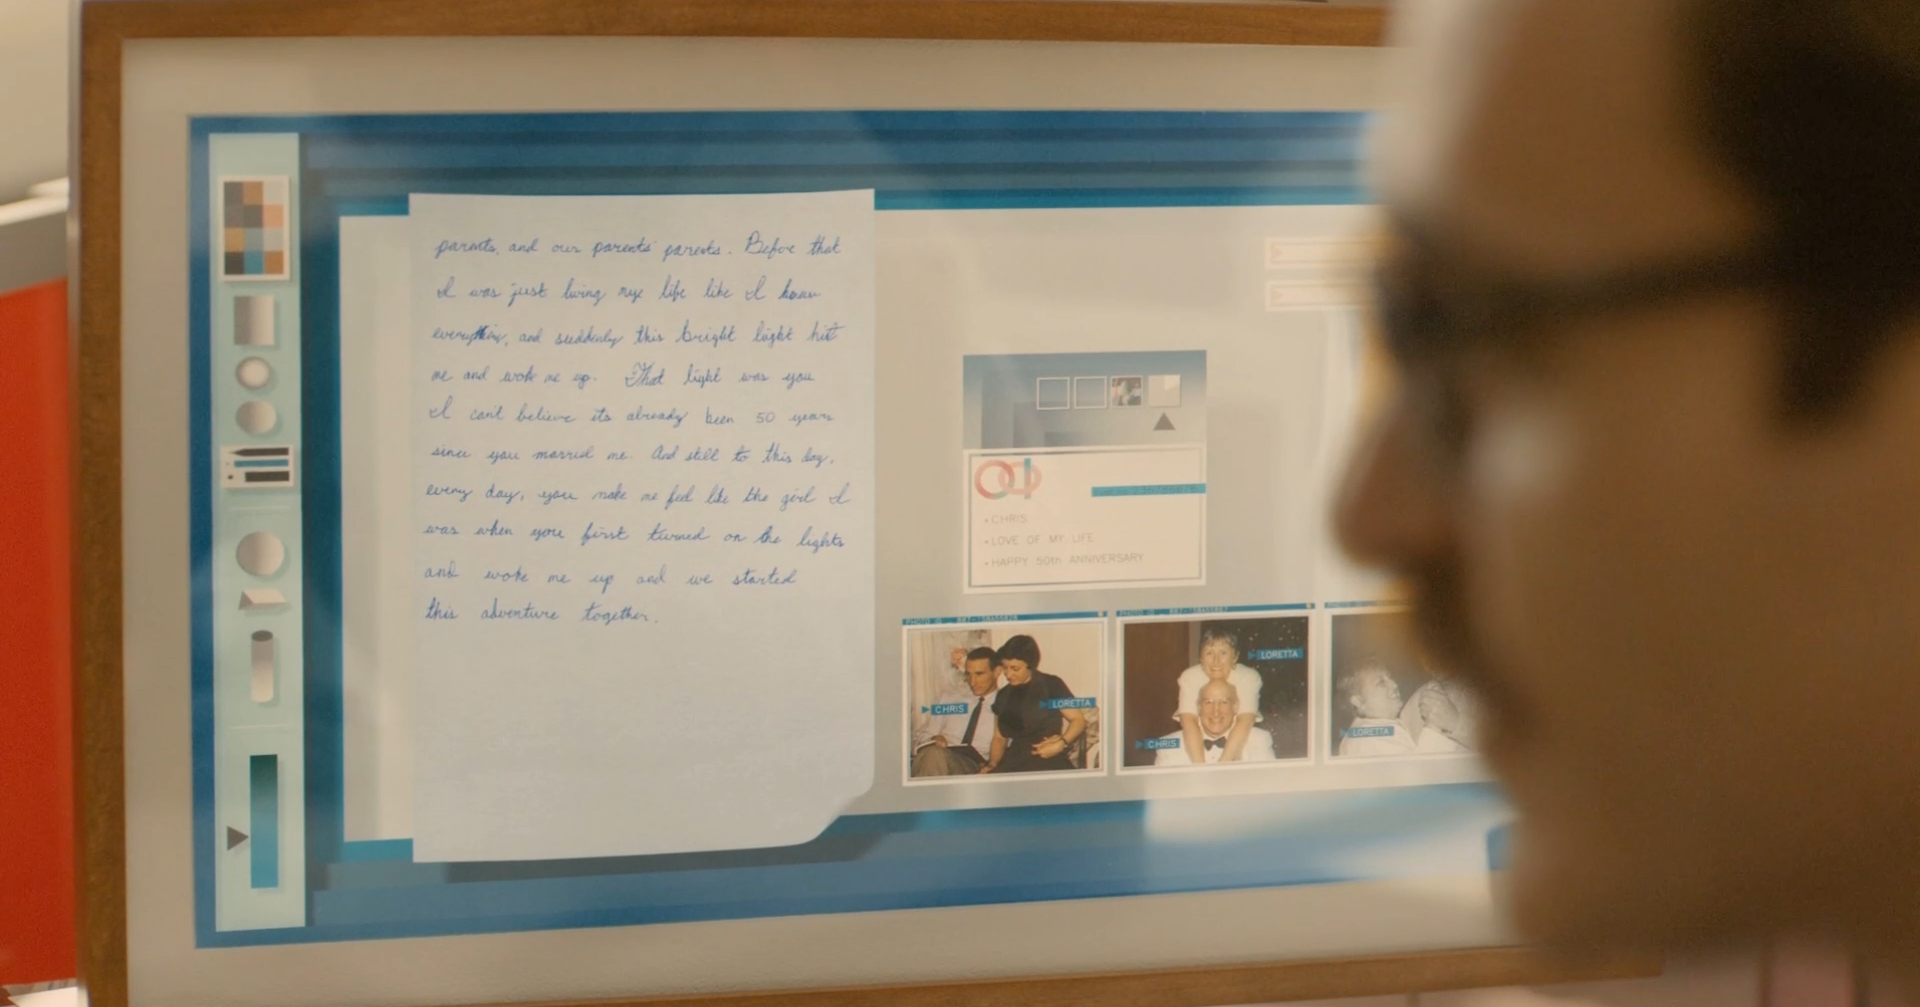 parents, and our parents' parents. Before that
I was just living my life like I knew
everything, and suddenly this bright light hit
me and woke me up. That light was you
I can't believe its already been 50 years
since you married me. And still to this day,
every day, you make me feel like the girl I
was when you first turned on the lights
and woke me up and we started
this adventure together.
• CHRIS
• LOVE OF MY LIFE
• HAPPY 50th ANNIVERSARY
PHOTO ID
CHRIS
LORETTA
PHOTO ID
LORETTA
CHRIS
LORETTA